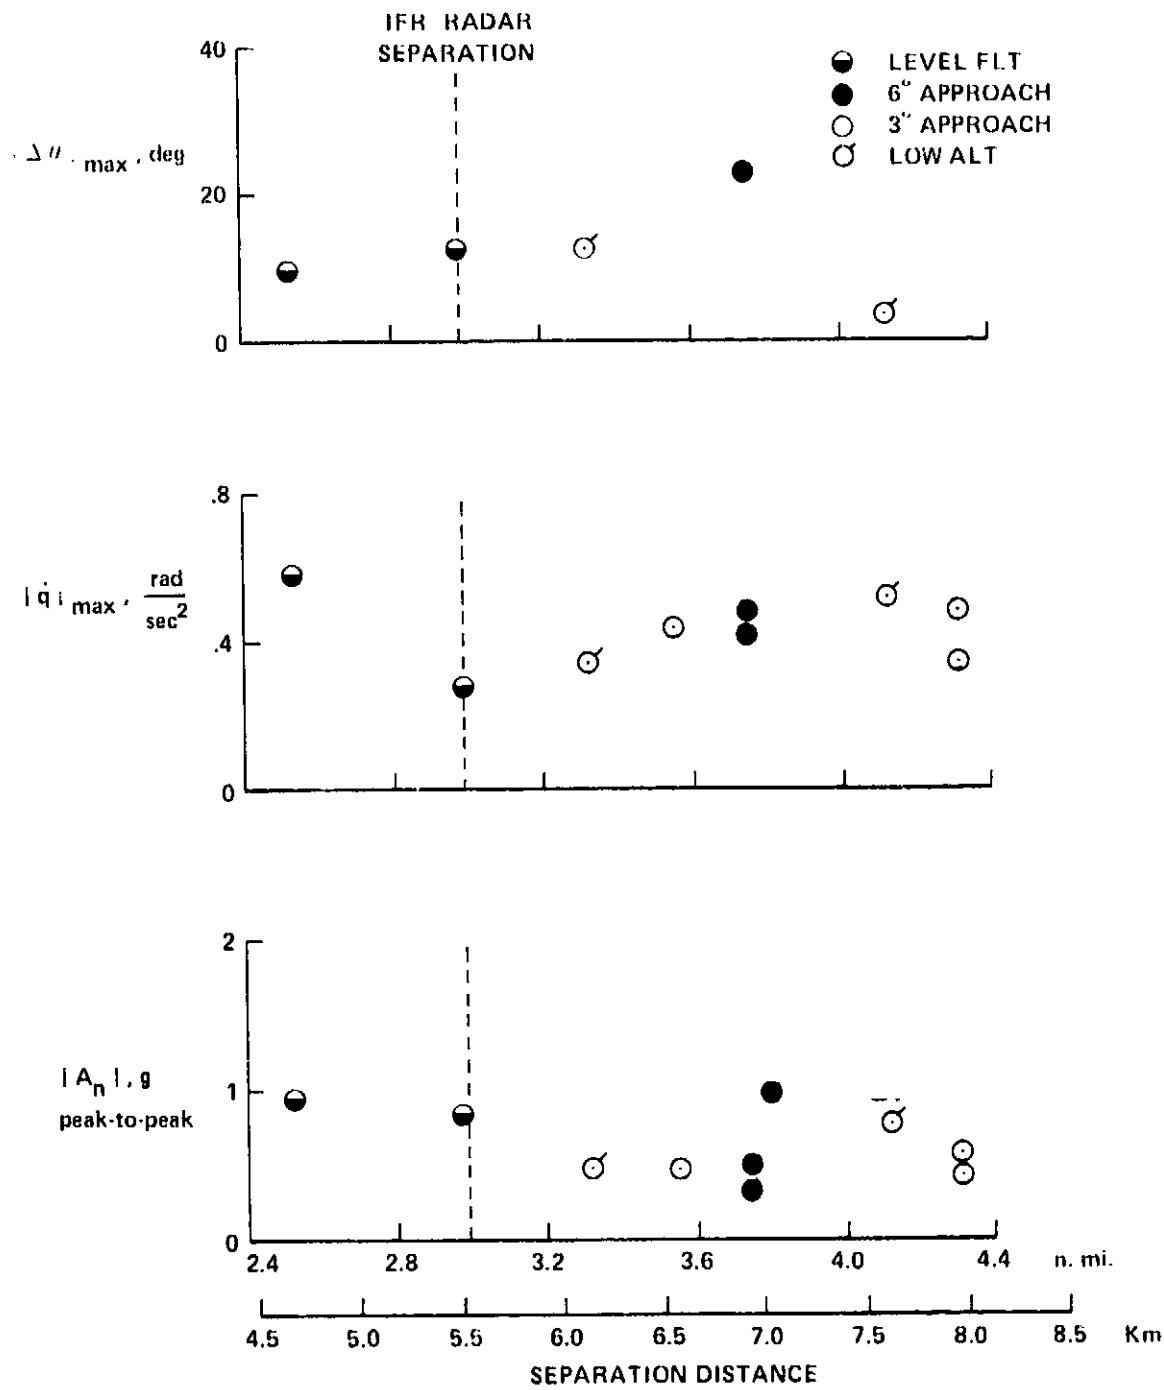 IFR RADAR
SEPARATION
LEVEL FLT
6° APPROACH
3° APPROACH
LOW ALT
40
20
0
max, deg
.8
.4
0
|q̇|max, rad
sec2
2
1
0
|An|, g
peak-to-peak
2.4 2.8 3.2 3.6 4.0 4.4 n. mi.
4.5 5.0 5.5 6.0 6.5 7.0 7.5 8.0 8.5 Km
SEPARATION DISTANCE